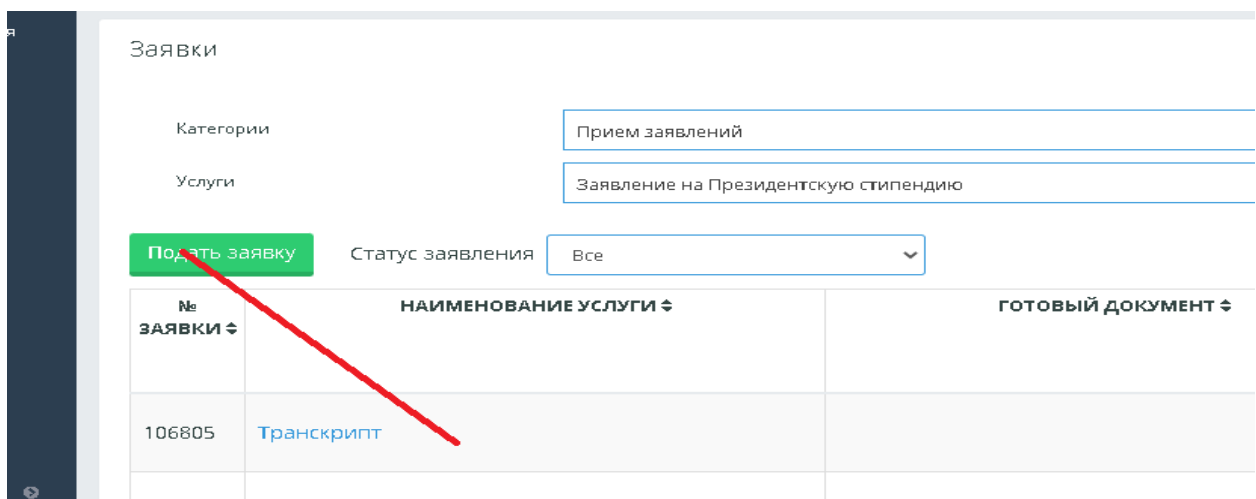 я
Заявки
Категории
Прием заявлений
Услуги
Заявление на Президентскую стипендию
Подать заявку Статус заявления Все
№ ЗАЯВКИ НАИМЕНОВАНИЕ УСЛУГИ ГОТОВЫЙ ДОКУМЕНТ
106805 Транскрипт